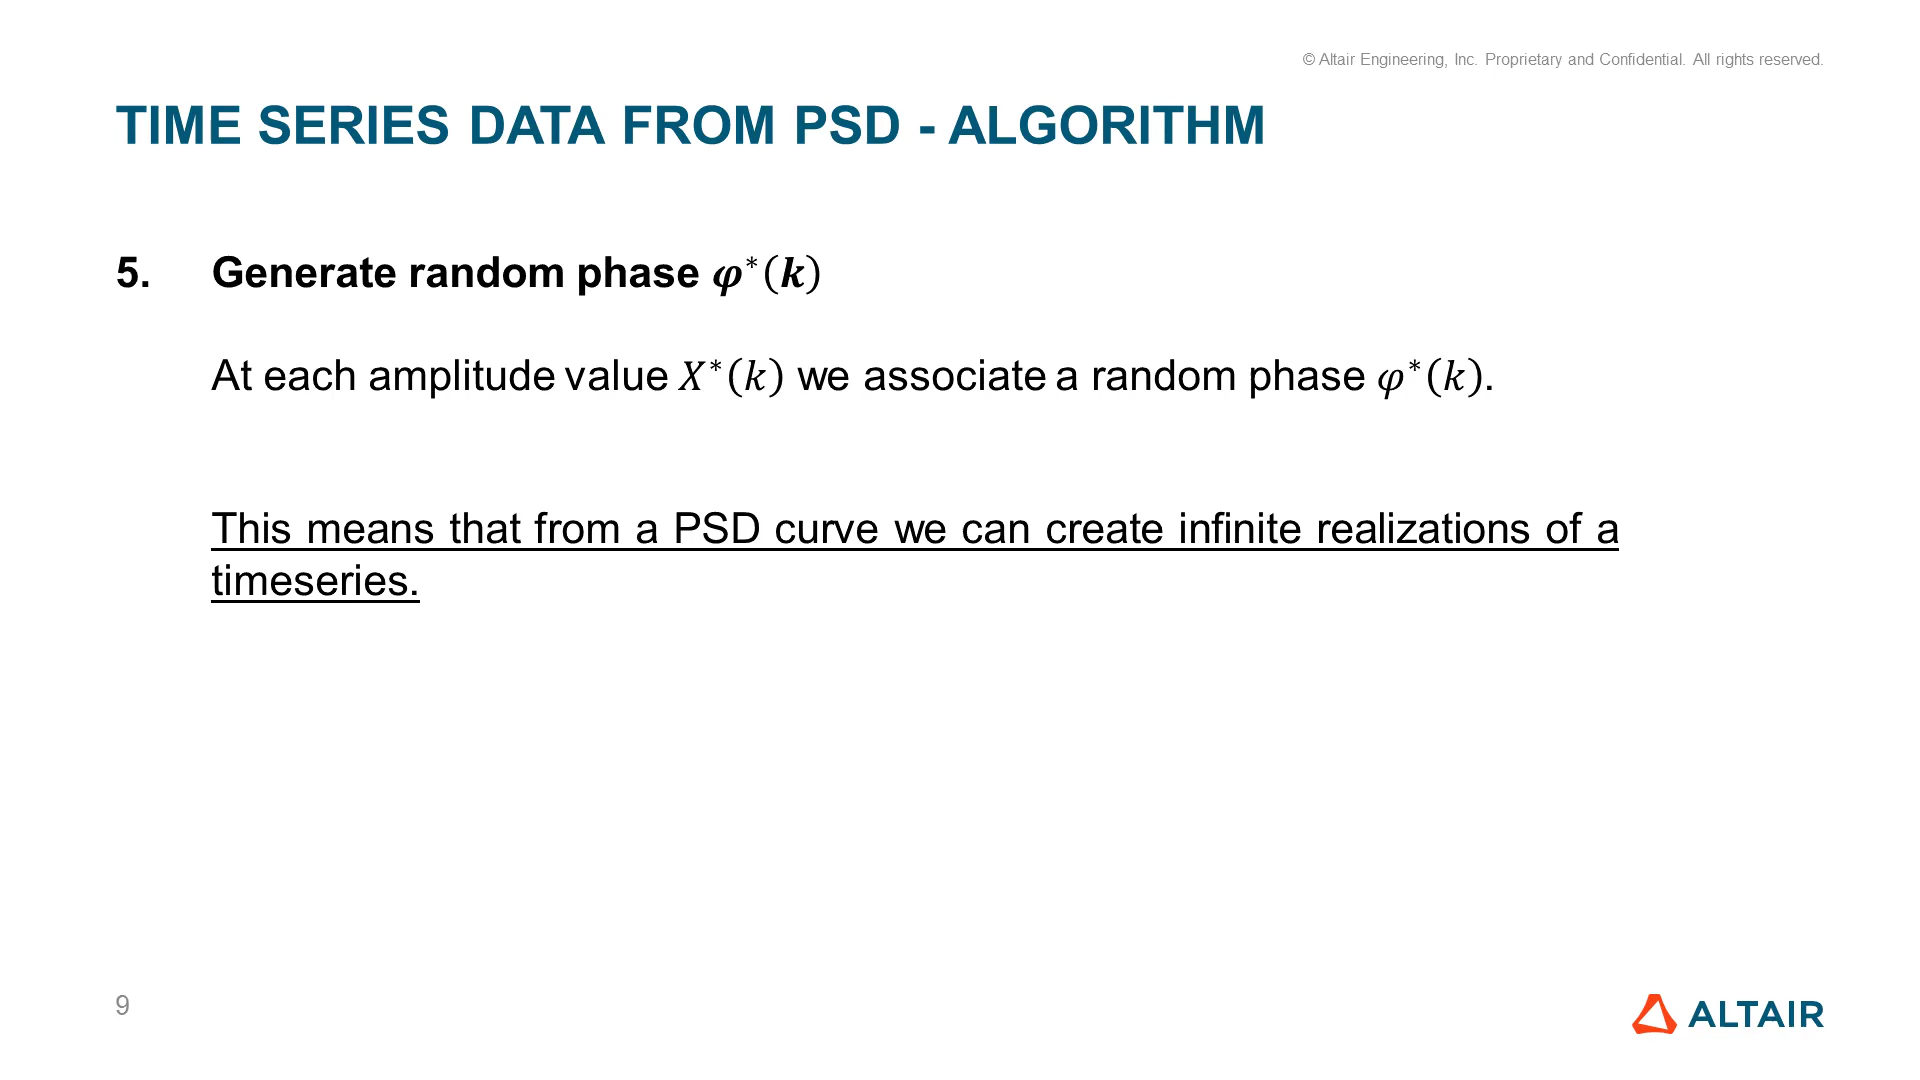 © Altair Engineering, Inc. Proprietary and Confidential. All rights reserved.
TIME SERIES DATA FROM PSD - ALGORITHM
5. Generate random phase 𝝋*(𝒌)
At each amplitude value 𝑋*(𝑘) we associate a random phase 𝜑*(𝑘).
This means that from a PSD curve we can create infinite realizations of a
timeseries.
9
ALTAIR